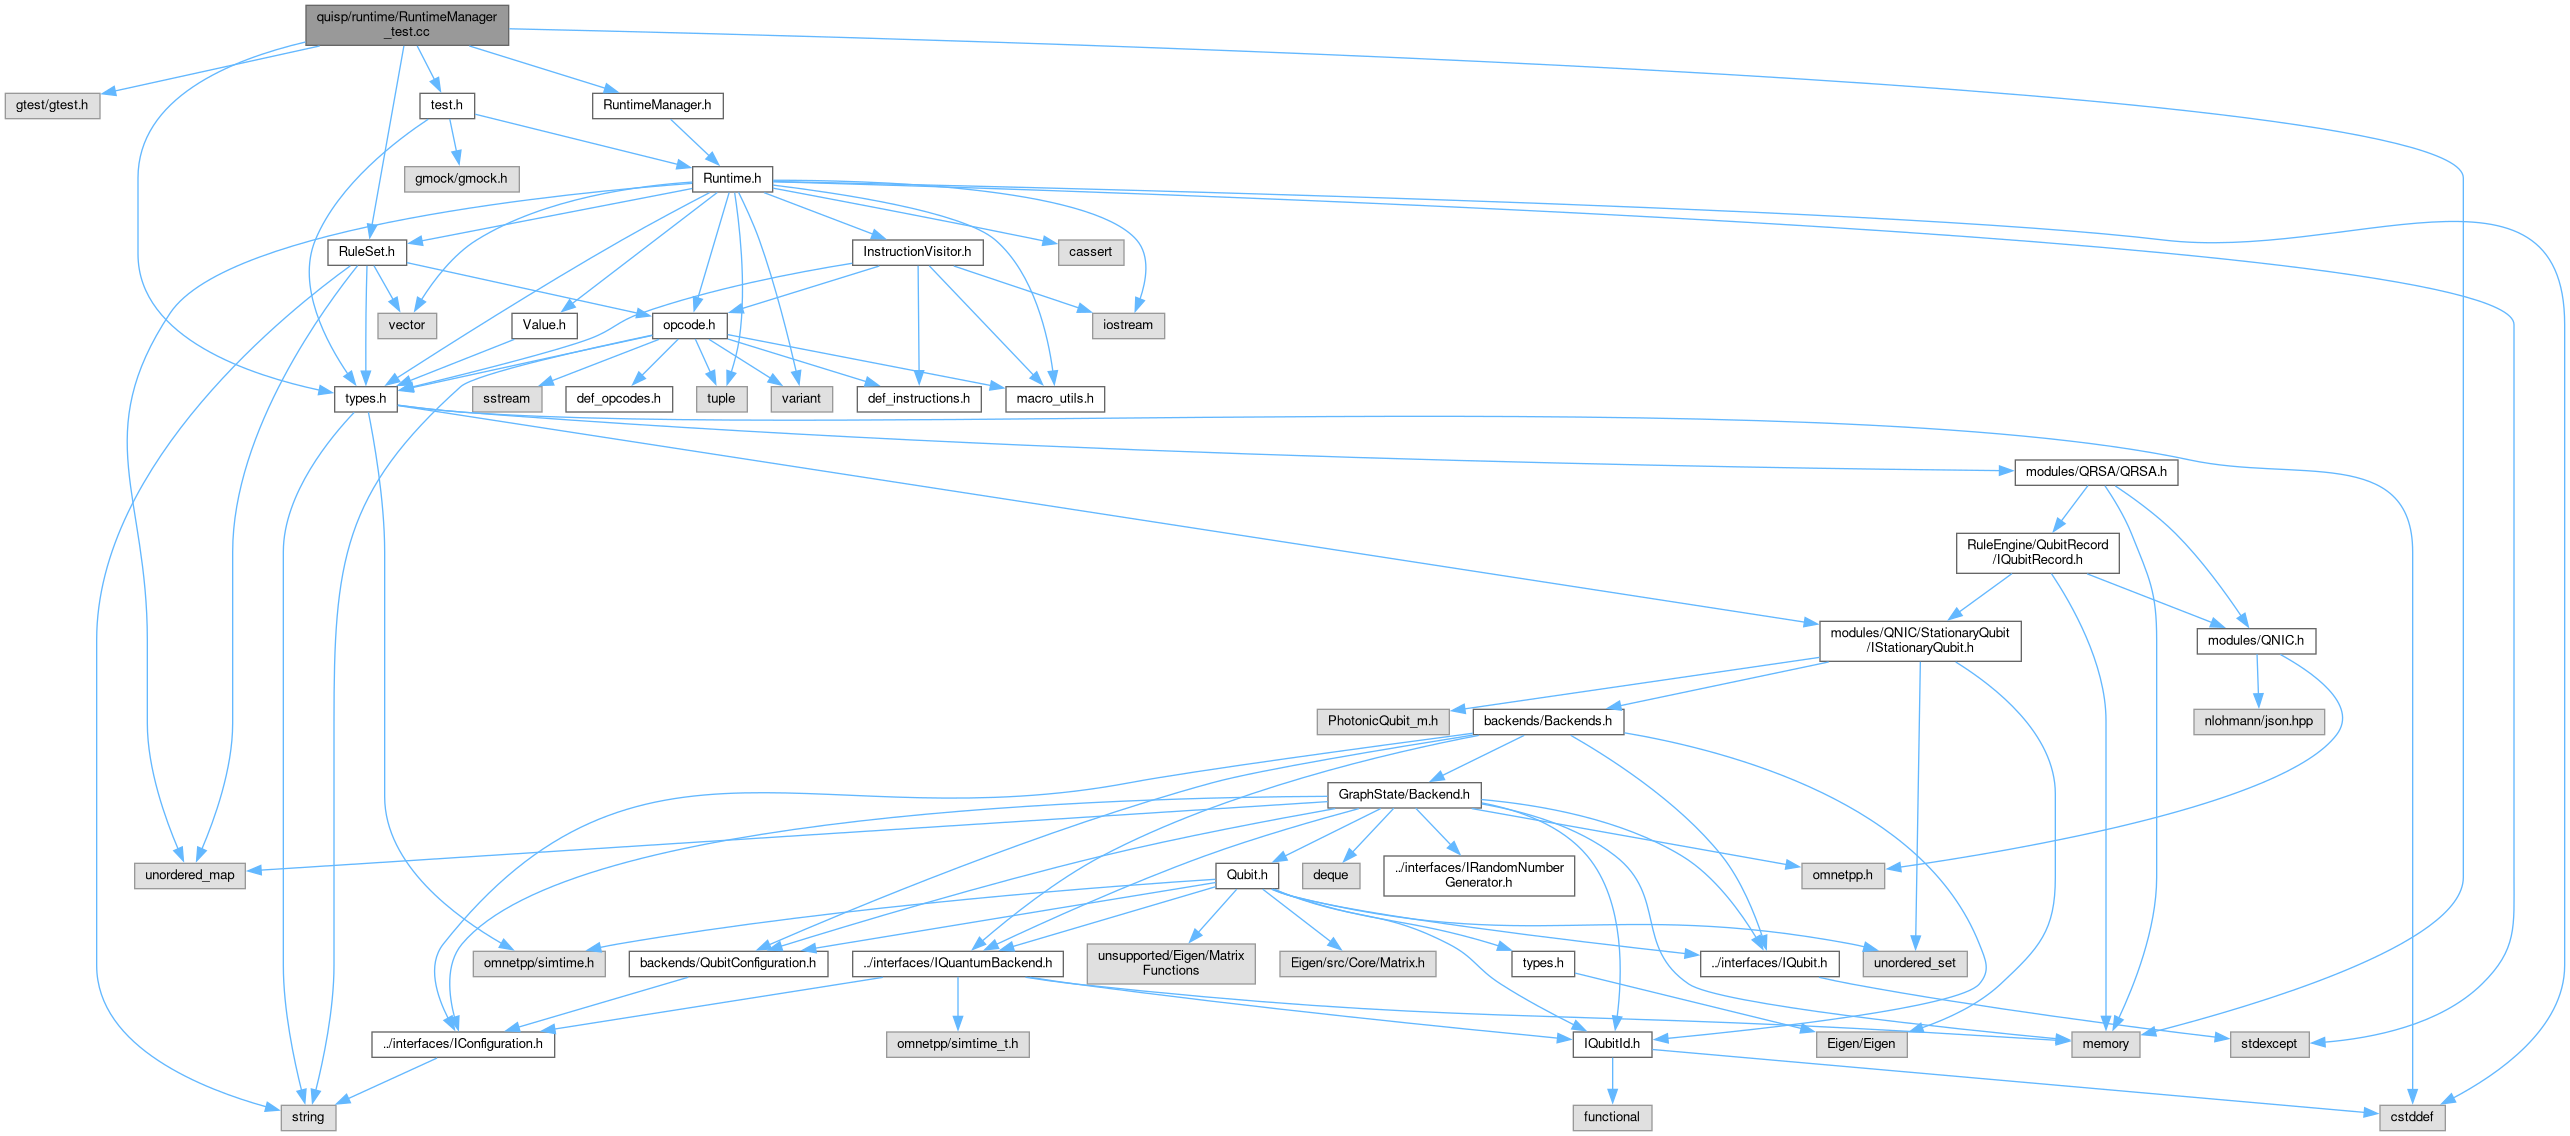 quisp/runtime/RuntimeManager
_test.cc
gtest/gtest.h
test.h
RuntimeManager.h
gmock/gmock.h
Runtime.h
RuleSet.h
InstructionVisitor.h
cassert
vector
Value.h
opcode.h
iostream
types.h
sstream
def_opcodes.h
tuple
variant
def_instructions.h
macro_utils.h
modules/QRSA/QRSA.h
RuleEngine/QubitRecord
/IQubitRecord.h
modules/QNIC/StationaryQubit
/IStationaryQubit.h
modules/QNIC.h
PhotonicQubit_m.h
backends/Backends.h
nlohmann/json.hpp
GraphState/Backend.h
unordered_map
Qubit.h
deque
../interfaces/IRandomNumber
Generator.h
omnetpp.h
omnetpp/simtime.h
backends/QubitConfiguration.h
../interfaces/IQuantumBackend.h
unsupported/Eigen/Matrix
Functions
Eigen/src/Core/Matrix.h
types.h
../interfaces/IQubit.h
unordered_set
../interfaces/IConfiguration.h
omnetpp/simtime_t.h
IQubitId.h
Eigen/Eigen
memory
stdexcept
string
functional
cstddef